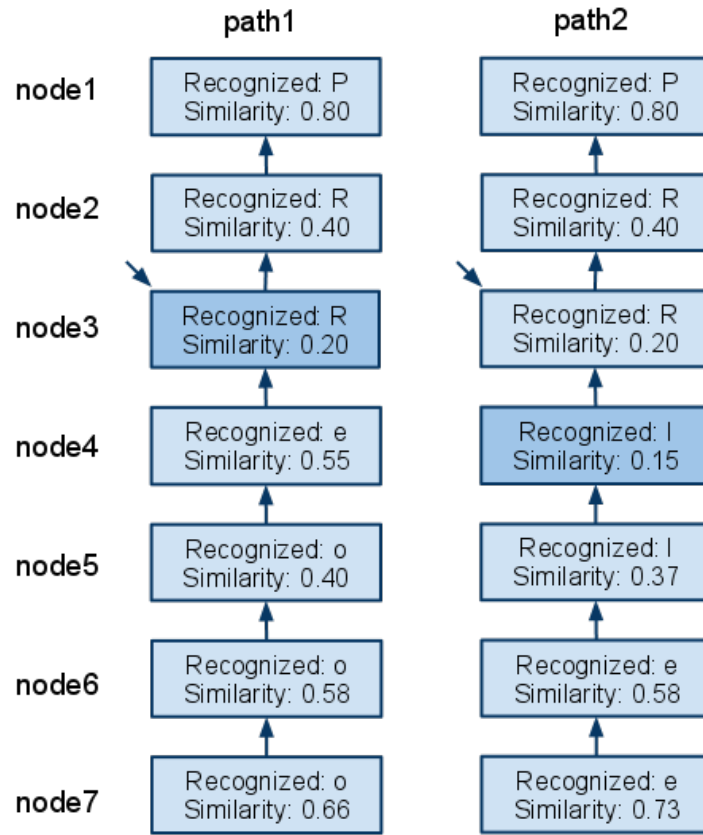 path1 path2
node1
Recognized: P
Similarity: 0.80
Recognized: P
Similarity: 0.80
node2
Recognized: R
Similarity: 0.40
Recognized: R
Similarity: 0.40
node3
Recognized: R
Similarity: 0.20
Recognized: R
Similarity: 0.20
node4
Recognized: e
Similarity: 0.55
Recognized: l
Similarity: 0.15
node5
Recognized: o
Similarity: 0.40
Recognized: l
Similarity: 0.37
node6
Recognized: o
Similarity: 0.58
Recognized: e
Similarity: 0.58
node7
Recognized: o
Similarity: 0.66
Recognized: e
Similarity: 0.73